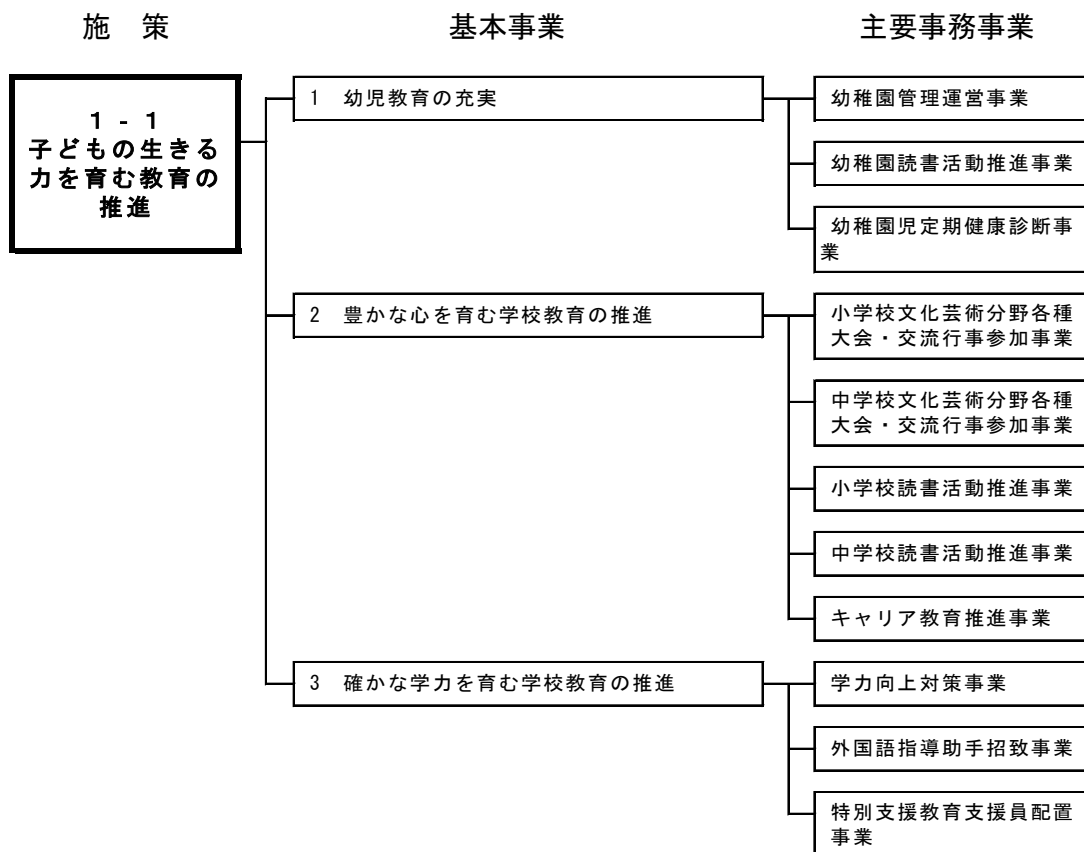 施　策　　基本事業　　主要事務事業
1 - 1
子どもの生きる
力を育む教育の
推進
1　幼児教育の充実
幼稚園管理運営事業
幼稚園読書活動推進事業
幼稚園児定期健康診断事
業
2　豊かな心を育む学校教育の推進
小学校文化芸術分野各種
大会・交流行事参加事業
中学校文化芸術分野各種
大会・交流行事参加事業
小学校読書活動推進事業
中学校読書活動推進事業
キャリア教育推進事業
3　確かな学力を育む学校教育の推進
学力向上対策事業
外国語指導助手招致事業
特別支援教育支援員配置
事業